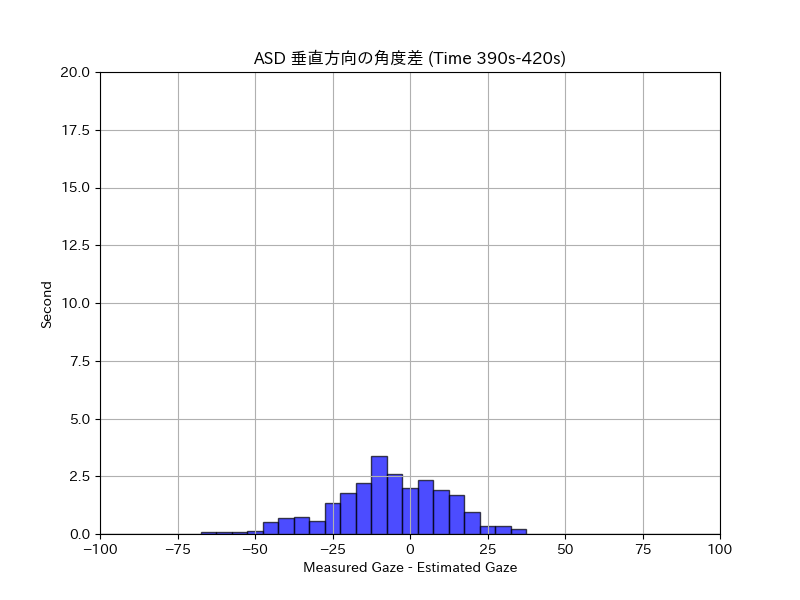 ASD 垂直方向の角度差 (Time 390s-420s)
20.0
17.5
15.0
12.5
10.0
7.5
5.0
2.5
0.0
Second
−100 −75 −50 −25 0 25 50 75 100
Measured Gaze - Estimated Gaze